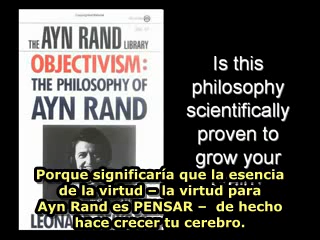 THE AYN RAND
LIBRARY
OBJECTIVISM:
THE PHILOSOPHY OF
AYN RAND
LEONA
Is this
philosophy
scientifically
proven to
grow your
Porque significaría que la esencia
de la virtud – la virtud para
Ayn Rand es PENSAR – de hecho
hace crecer tu cerebro.